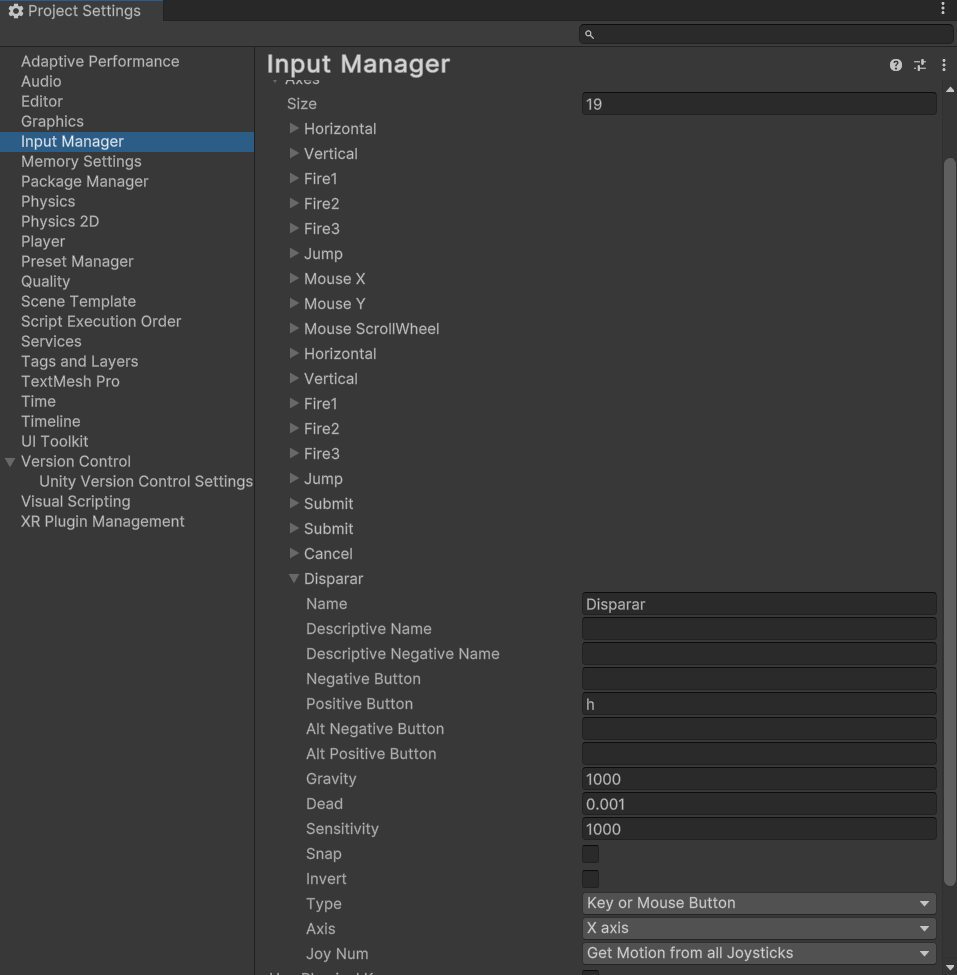 Project Settings
Adaptive Performance
Audio
Editor
Graphics
Input Manager
Memory Settings
Package Manager
Physics
Physics 2D
Player
Preset Manager
Quality
Scene Template
Script Execution Order
Services
Tags and Layers
TextMesh Pro
Time
Timeline
UI Toolkit
Version Control
Unity Version Control Settings
Visual Scripting
XR Plugin Management
Input Manager
Axes
Size 19
Horizontal
Vertical
Fire1
Fire2
Fire3
Jump
Mouse X
Mouse Y
Mouse ScrollWheel
Horizontal
Vertical
Fire1
Fire2
Fire3
Jump
Submit
Submit
Cancel
Disparar
Name Disparar
Descriptive Name
Descriptive Negative Name
Negative Button
Positive Button h
Alt Negative Button
Alt Positive Button
Gravity 1000
Dead 0.001
Sensitivity 1000
Snap
Invert
Type Key or Mouse Button
Axis X axis
Joy Num Get Motion from all Joysticks